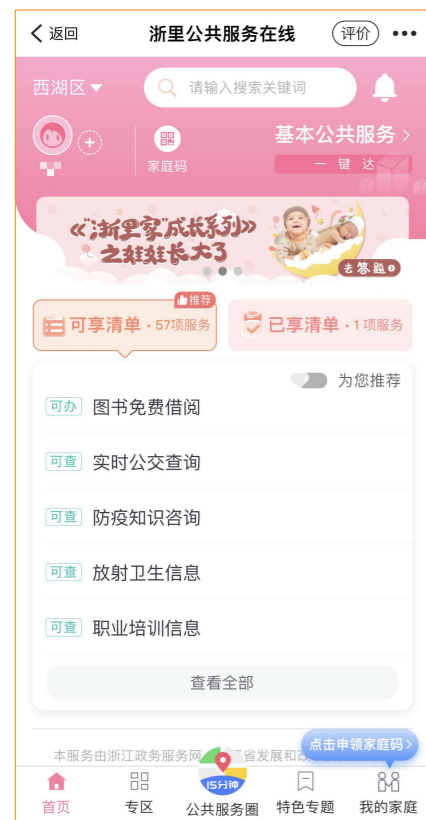 返回 浙里公共服务在线 评价
西湖区 请输入搜索关键词
基本公共服务
家庭码 一键达
《“浙里家”成长系列》
之娃娃长大了
去答题
推荐
可享清单·57项服务 已享清单·1项服务
为您推荐
可办 图书免费借阅
可查 实时公交查询
可查 防疫知识咨询
可查 放射卫生信息
可查 职业培训信息
查看全部
点击申领家庭码
本服务由浙江政务服务网 省发展和改
15分钟
首页 专区 公共服务圈 特色专题 我的家庭